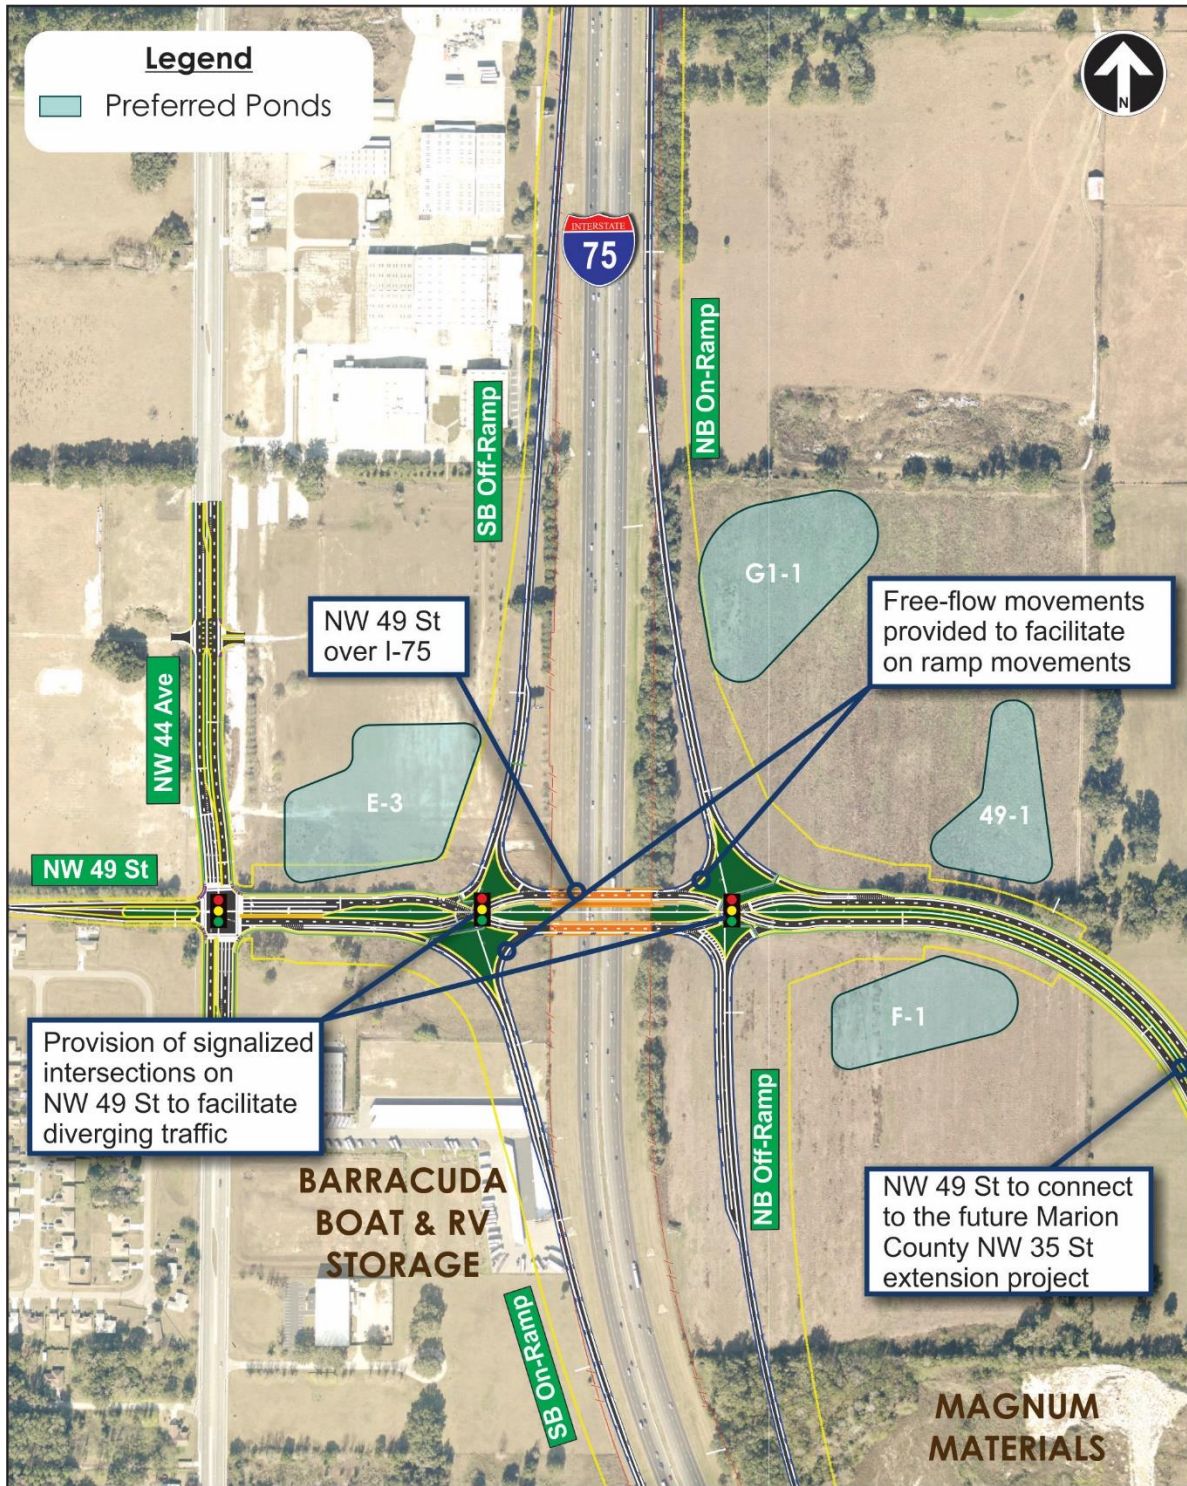 Legend
Preferred Ponds
N
INTERSTATE
75
SB Off-Ramp
NB On-Ramp
G1-1
NW 49 St
over I-75
Free-flow movements
provided to facilitate
on ramp movements
NW 44 Ave
E-3
49-1
NW 49 St
F-1
Provision of signalized
intersections on
NW 49 St to facilitate
diverging traffic
NB Off-Ramp
BARRACUDA
BOAT & RV
STORAGE
NW 49 St to connect
to the future Marion
County NW 35 St
extension project
SB On-Ramp
MAGNUM
MATERIALS